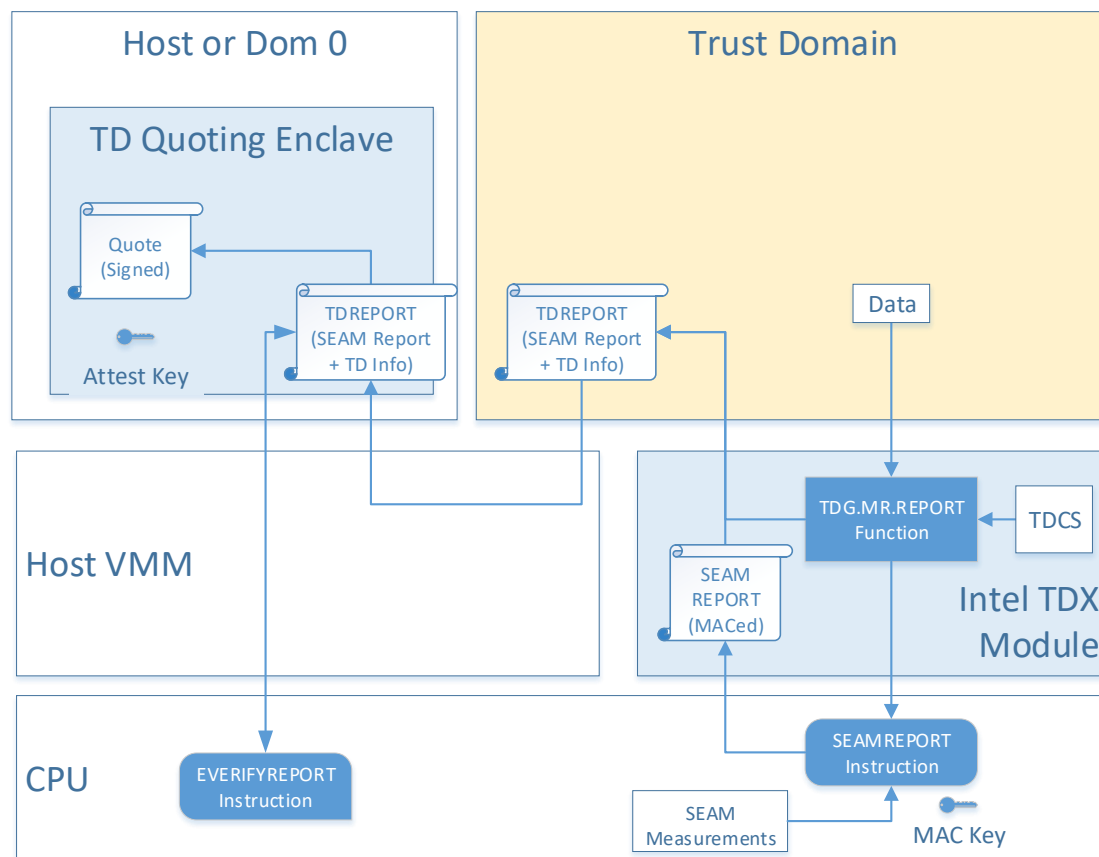 Host or Dom 0
TD Quoting Enclave
Quote
(Signed)
Attest Key
TDREPORT
(SEAM Report
+ TD Info)
Trust Domain
TDREPORT
(SEAM Report
+ TD Info)
Data
Host VMM
TDG.MR.REPORT
Function
TDCS
SEAM
REPORT
(MACed)
Intel TDX
Module
CPU
EVERIFYREPORT
Instruction
SEAMREPORT
Instruction
SEAM
Measurements
MAC Key